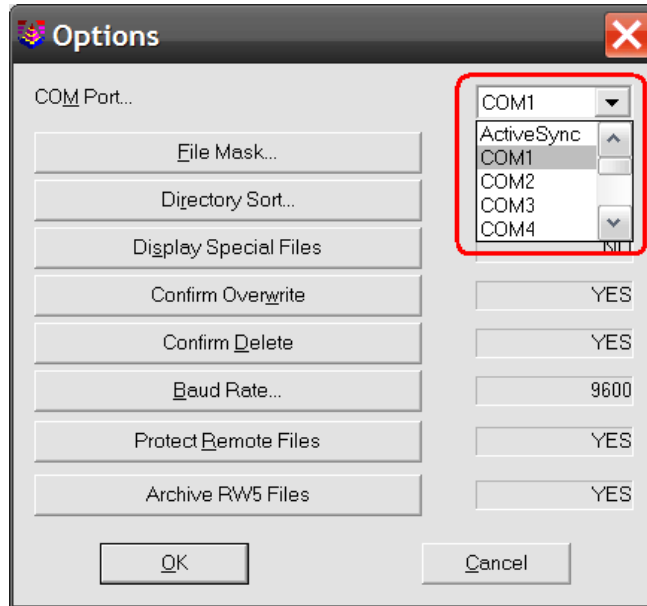 Options
COM Port...
COM1
ActiveSync
COM1
COM2
COM3
COM4
File Mask...
Directory Sort...
Display Special Files
Confirm Overwrite
YES
Confirm Delete
YES
Baud Rate...
9600
Protect Remote Files
YES
Archive RW5 Files
YES
OK
Cancel